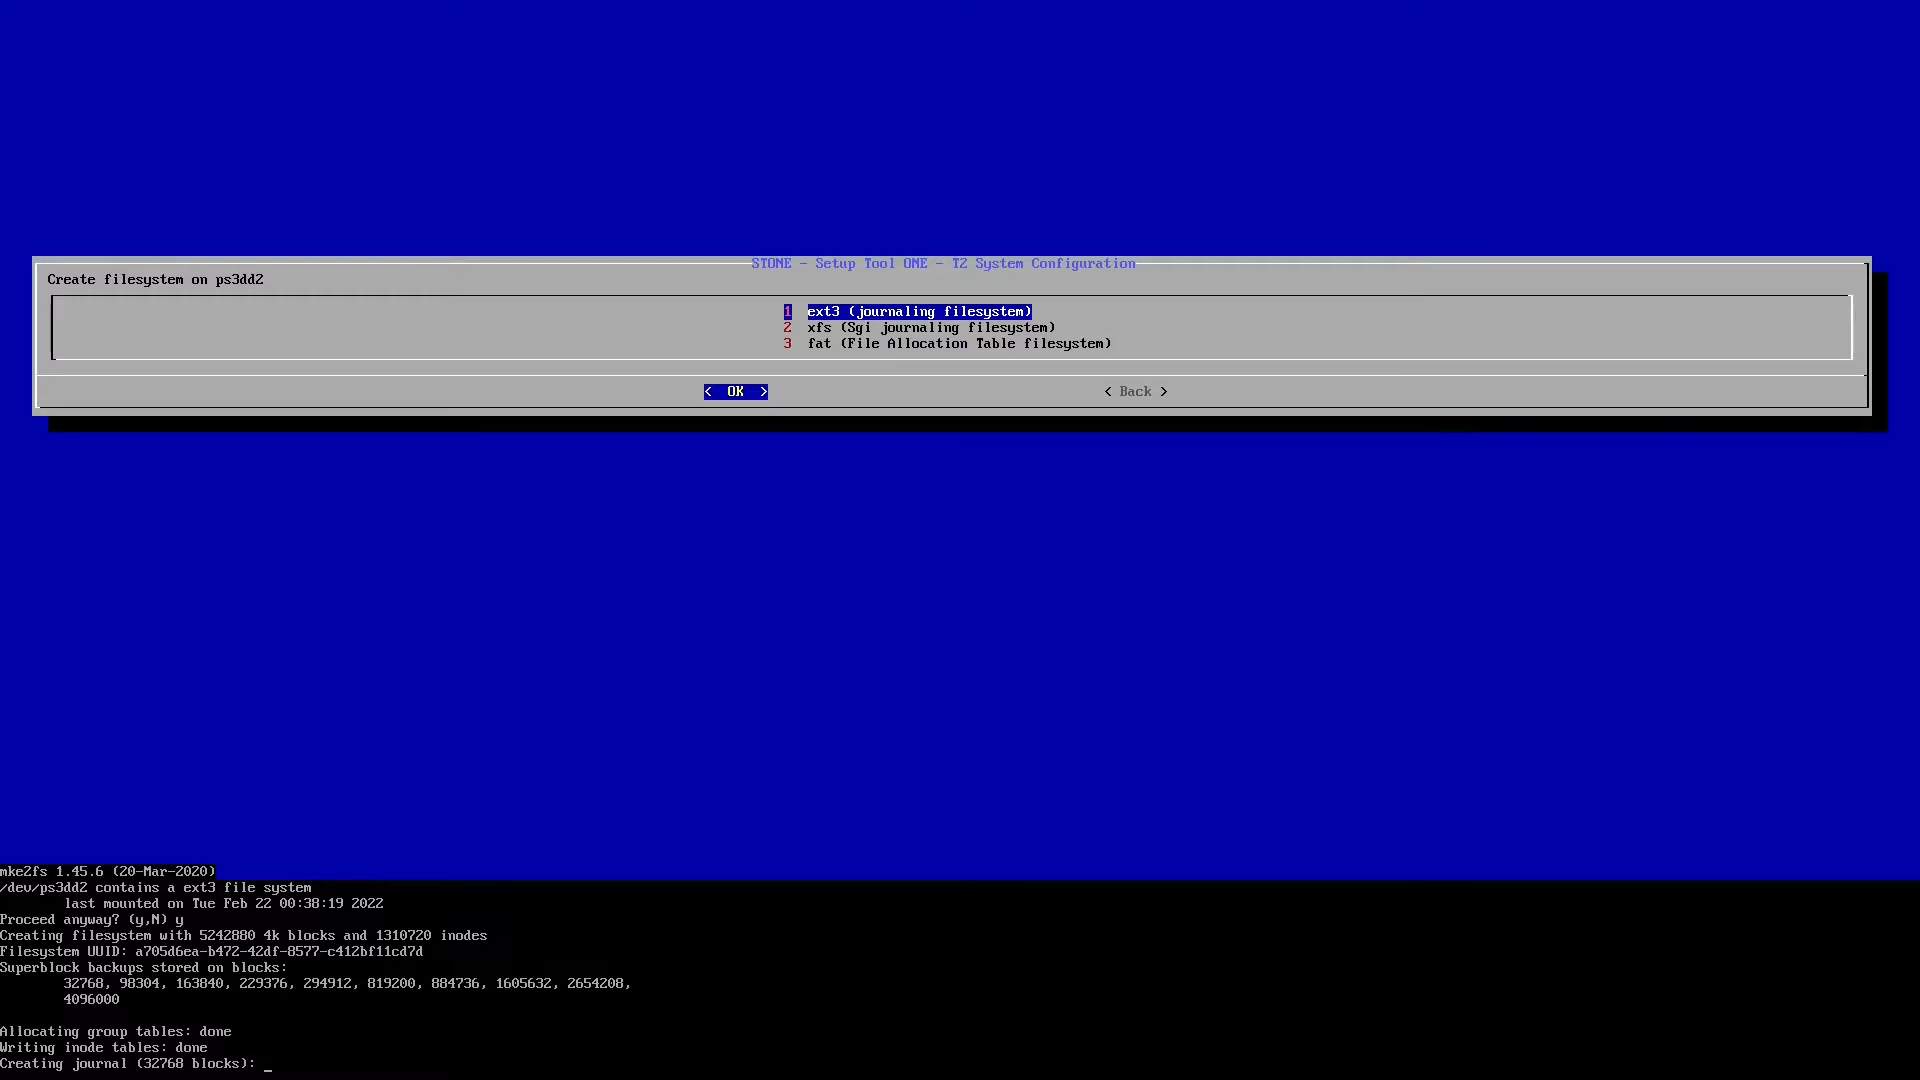 STONE - Setup Tool ONE - T2 System Configuration
Create filesystem on ps3dd2
1 ext3 (journaling filesystem)
2 xfs (Sgi journaling filesystem)
3 fat (File Allocation Table filesystem)
< OK > < Back >
mke2fs 1.45.6 (20-Mar-2020)
/dev/ps3dd2 contains a ext3 file system
last mounted on Tue Feb 22 00:38:19 2022
Proceed anyway? (y,N) y
Creating filesystem with 5242880 4k blocks and 1310720 inodes
Filesystem UUID: a705d6ea-b472-42df-8577-c412bf11cd7d
Superblock backups stored on blocks:
32768, 98304, 163840, 229376, 294912, 819200, 884736, 1605632, 2654208,
4096000
Allocating group tables: done
Writing inode tables: done
Creating journal (32768 blocks): _